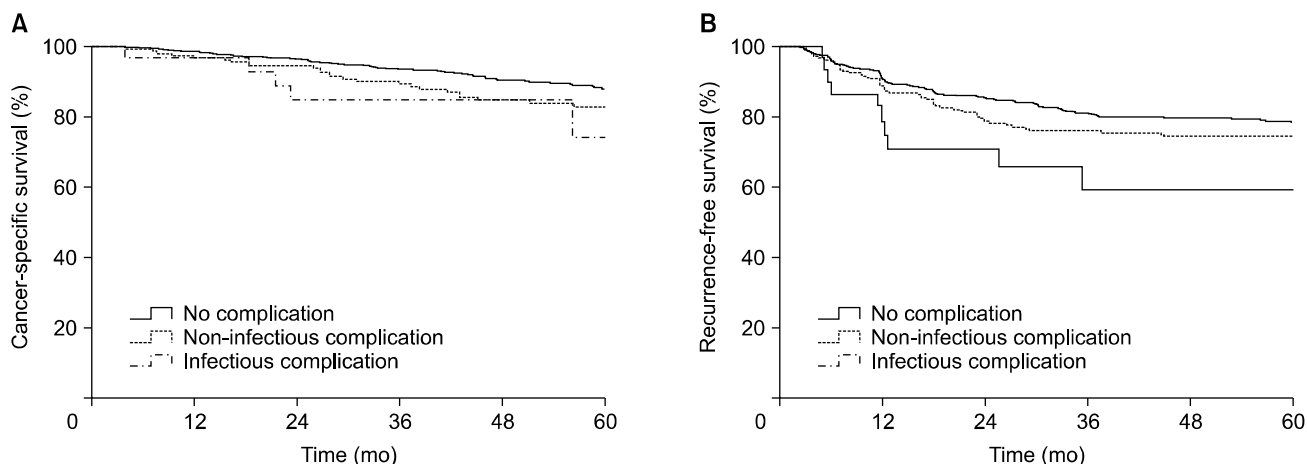 A
Cancer-specific survival (%)
100
80
60
40
20
0
12
24
36
48
60
Time (mo)
No complication
Non-infectious complication
Infectious complication
B
Recurrence-free survival (%)
100
80
60
40
20
0
12
24
36
48
60
Time (mo)
No complication
Non-infectious complication
Infectious complication